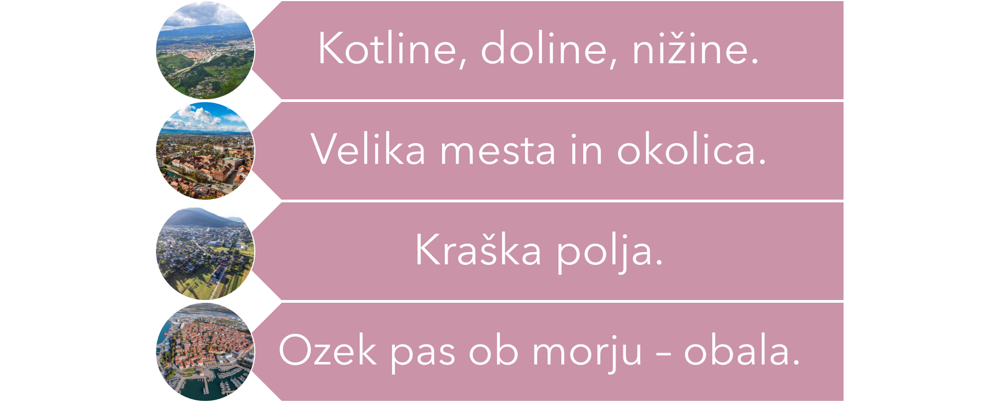 Kotline, doline, nižine.
Velika mesta in okolica.
Kraška polja.
Ozek pas ob morju – obala.